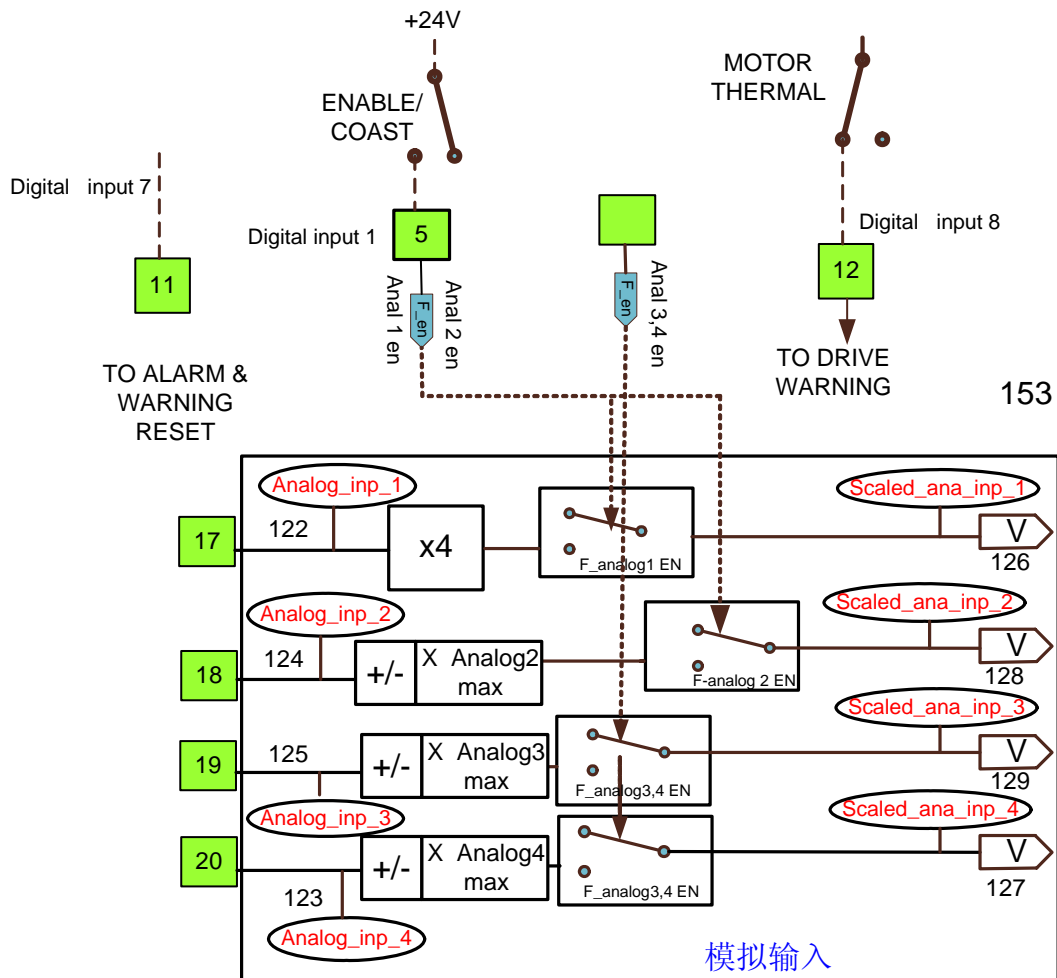 +24V
ENABLE/
COAST
MOTOR
THERMAL
Digital input 7
Digital input 1
5
Digital input 8
11
12
Anal 1 en
F_en
Anal 2 en
F_en
Anal 3,4 en
TO ALARM &
WARNING
RESET
TO DRIVE
WARNING
153
Analog_inp_1
Scaled_ana_inp_1
17
122
x4
F_analog1 EN
V
126
Analog_inp_2
Scaled_ana_inp_2
18
124
+/-
X Analog2
max
F-analog 2 EN
V
128
Scaled_ana_inp_3
19
125
+/-
X Analog3
max
F_analog3,4 EN
V
129
Analog_inp_3
Scaled_ana_inp_4
20
123
+/-
X Analog4
max
F_analog3,4 EN
V
127
Analog_inp_4
模拟输入